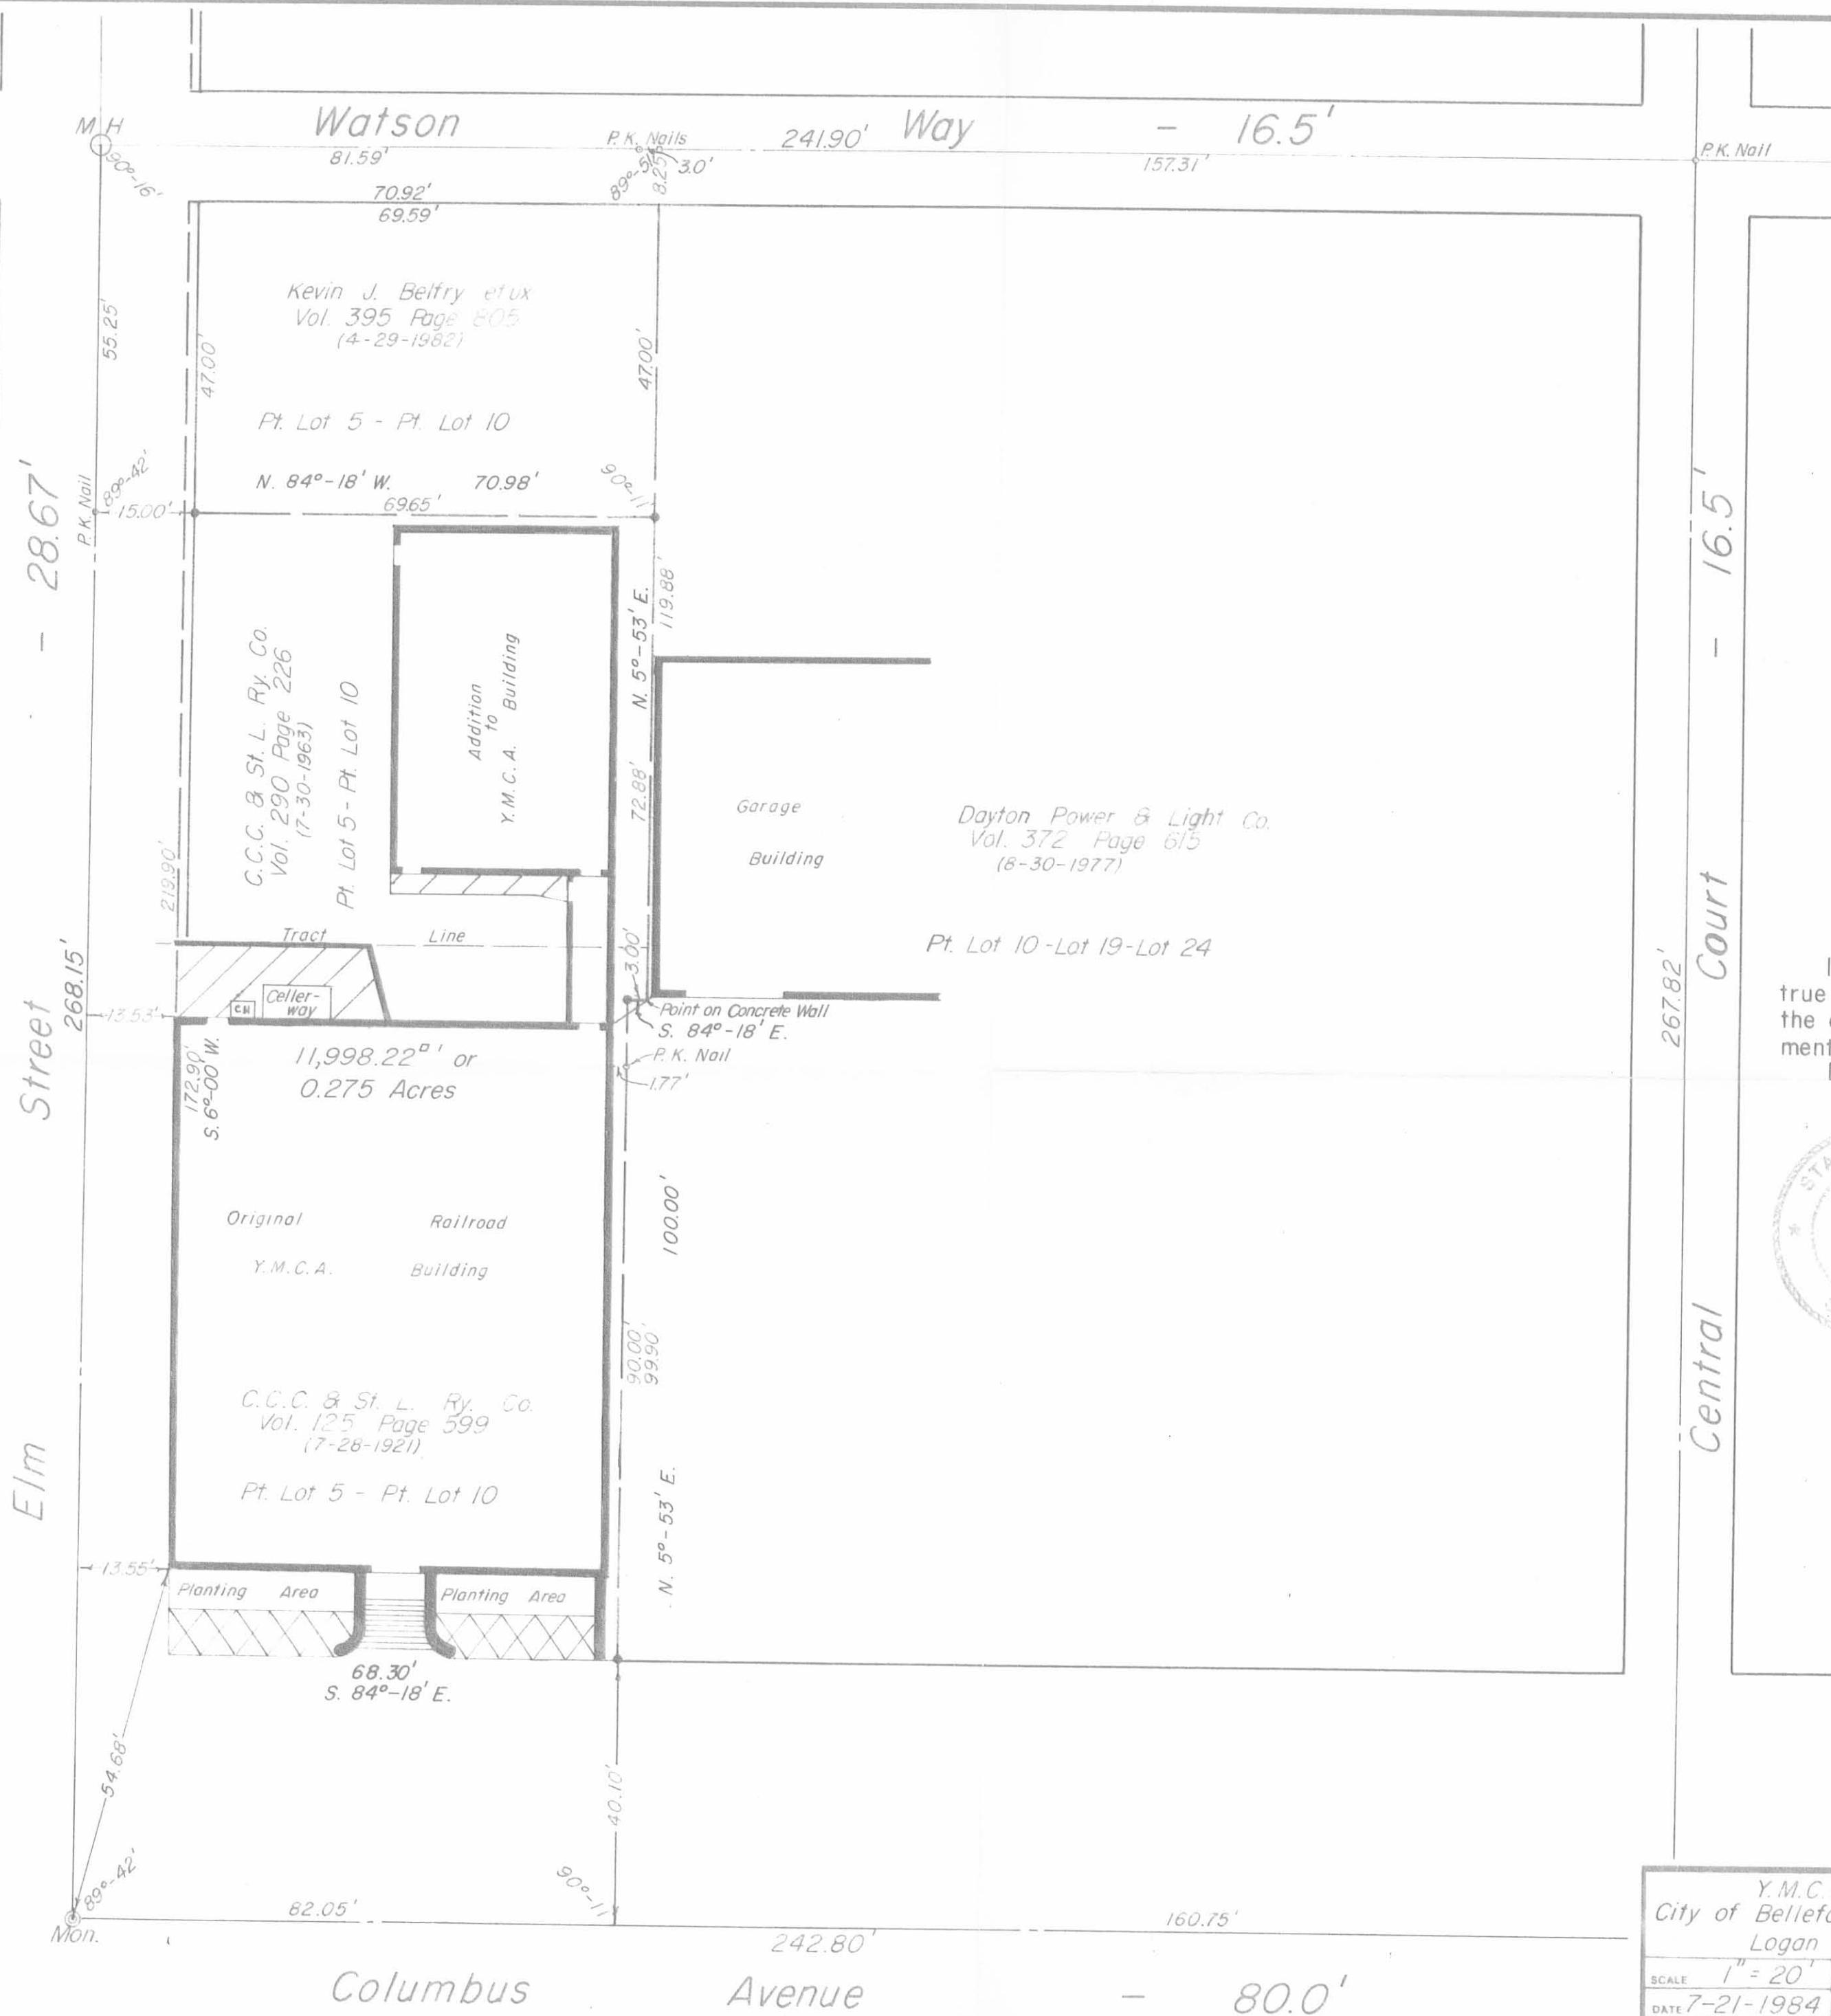 M H
Watson Way - 16.5'
P. K. Nails
241.90'
81.59'
3.0'
157.31'
P.K. Nail
90°-16'
8.25'
70.92'
69.59'
55.25'
47.00'
47.00'
Kevin J. Belfry et ux
Vol. 395 Page 805
(4-29-1982)
Pt. Lot 5 - Pt. Lot 10
N. 84°-18' W. 70.98'
69.65'
90°-11'
89°-42'
P.K. Nail
15.00'
Elm Street - 28.67'
268.15'
219.90'
C.C.C. & St. L. Ry. Co.
Vol. 290 Page 226
(7-30-1963)
Pt. Lot 5 - Pt. Lot 10
Addition
to
Y.M.C.A. Building
N. 5°-53' E.
119.88'
72.88'
Garage
Building
Dayton Power & Light Co.
Vol. 372 Page 615
(8-30-1977)
Pt. Lot 10 - Lot 19 - Lot 24
Central Court - 16.5'
267.82'
Tract Line
3.00'
Celler-
way
13.53'
Point on Concrete Wall
S. 84°-18' E.
P. K. Nail
1.77'
11,998.22□' or
0.275 Acres
172.90'
S. 6°-00' W.
true
the
ment
STA
Original Railroad
Y.M.C.A. Building
100.00'
90.00'
99.90'
N. 5°-53' E.
C.C.C. & St. L. Ry. Co.
Vol. 125 Page 599
(7-28-1921)
Pt. Lot 5 - Pt. Lot 10
13.55'
Planting Area
Planting Area
68.30'
S. 84°-18' E.
54.68'
40.10'
89°-42'
90°-11'
Mon.
82.05'
160.75'
242.80'
Columbus Avenue - 80.0'
Y.M.C.
City of Bellefo
Logan
SCALE 1" = 20'
DATE 7-21-1984